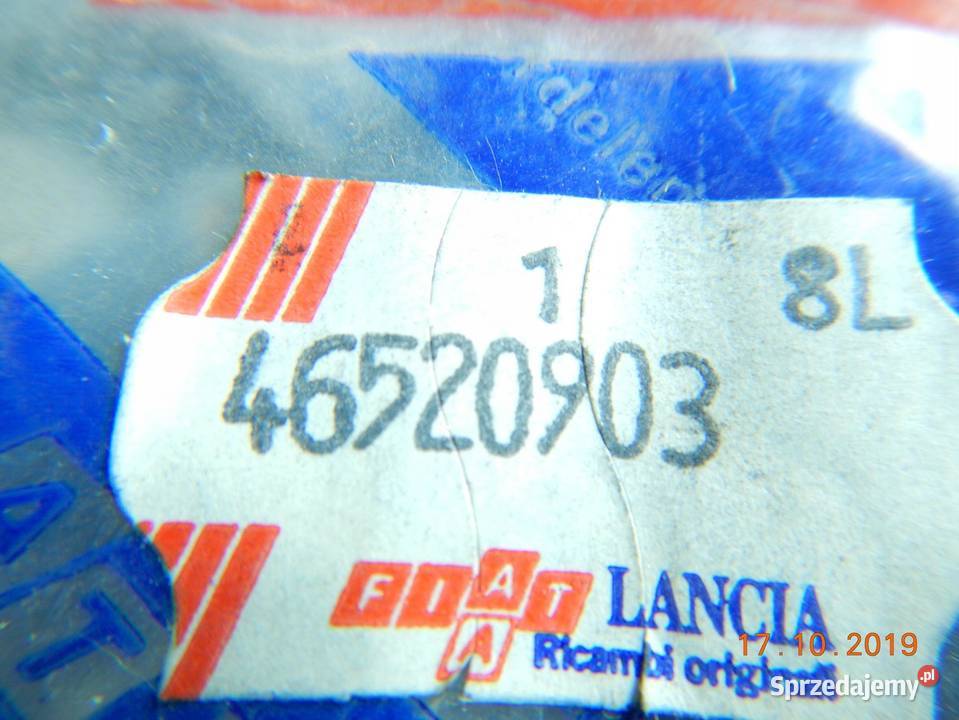 1 8L
46520903
FIAT LANCIA
A
Ricambi originali
17.10.2019
Sprzedajemy.pl